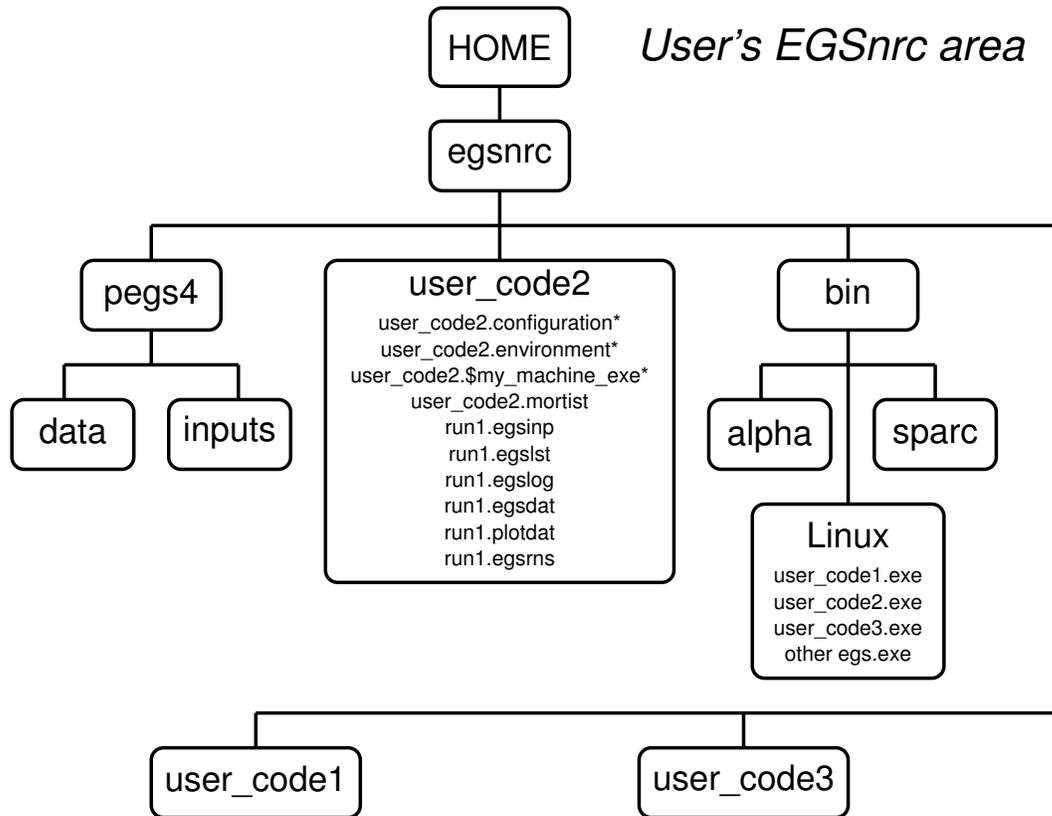 HOME
User's EGSnrc area
egsnrc
pegs4
user_code2
user_code2.configuration*
user_code2.environment*
user_code2.$my_machine_exe*
user_code2.mortist
run1.egsinp
run1.egslst
run1.egslog
run1.egsdat
run1.plotdat
run1.egsrns
bin
data
inputs
alpha
sparc
Linux
user_code1.exe
user_code2.exe
user_code3.exe
other egs.exe
user_code1
user_code3